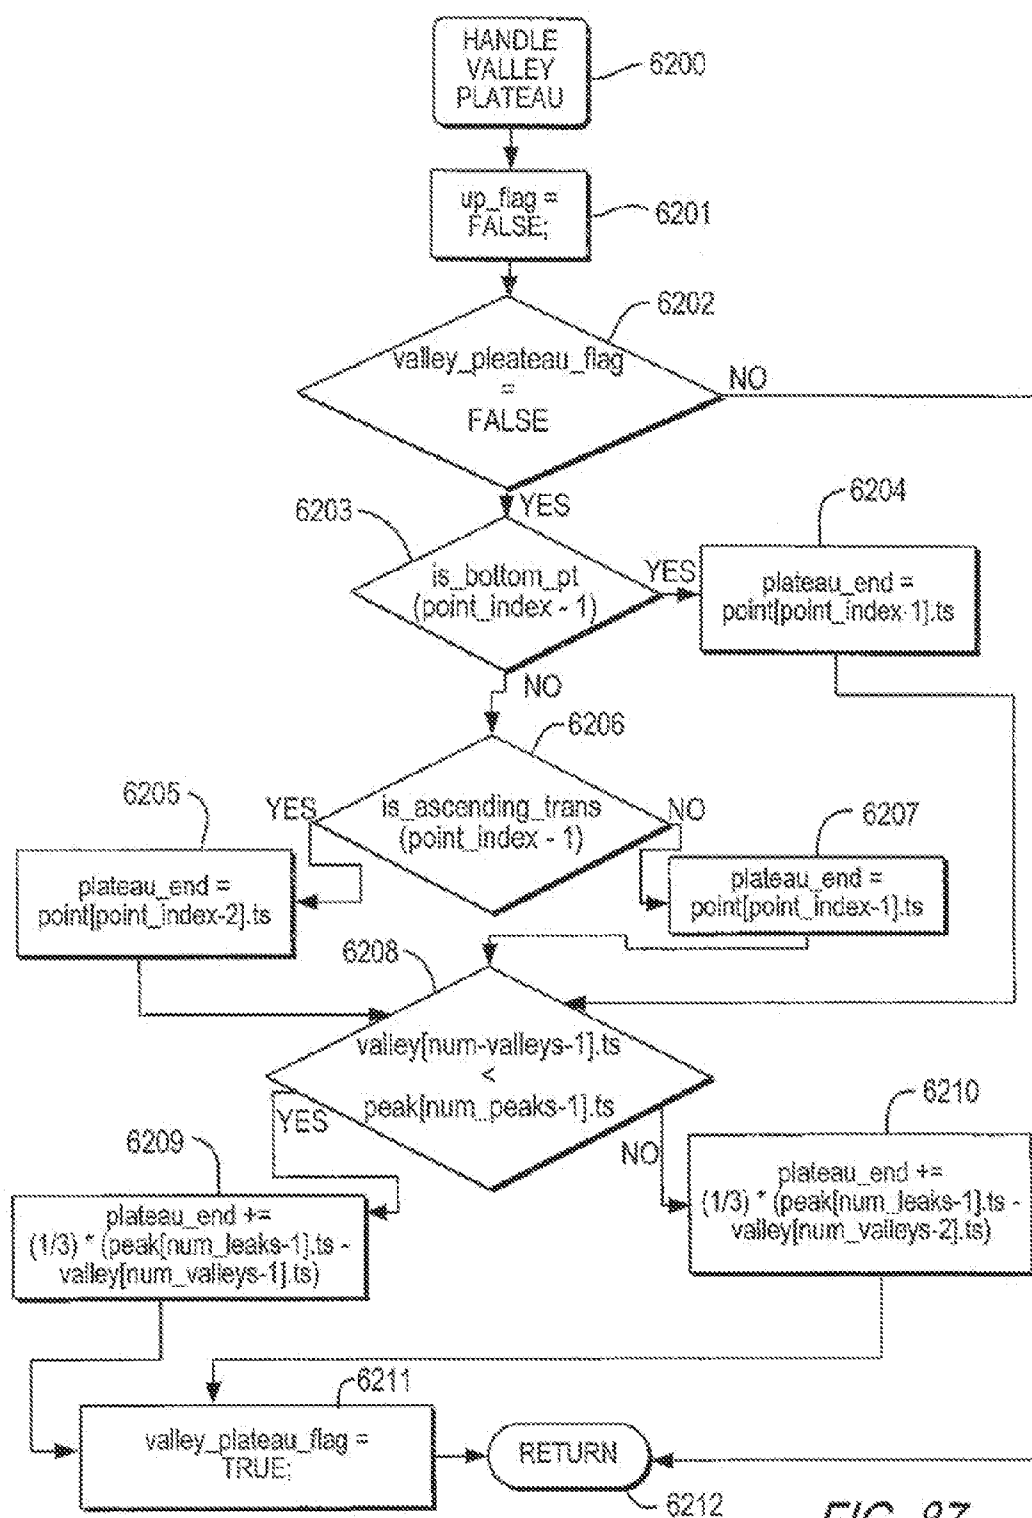 HANDLE
VALLEY
PLATEAU
6200
up_flag =
FALSE;
6201
6202
valley_pleateau_flag
=
FALSE
NO
YES
6203
is_bottom_pt
(point_index - 1)
YES
6204
plateau_end =
point[point_index-1].ts
NO
6206
is_ascending_trans
(point_index - 1)
YES
NO
6205
plateau_end =
point[point_index-2].ts
6207
plateau_end =
point[point_index-1].ts
6208
valley[num-valleys-1].ts
<
peak[num_peaks-1].ts
YES
NO
6209
plateau_end +=
(1/3) * (peak[num_leaks-1].ts -
valley[num_valleys-1].ts)
6210
plateau_end +=
(1/3) * (peak[num_leaks-1].ts -
valley[num_valleys-2].ts)
6211
valley_plateau_flag =
TRUE;
RETURN
6212
FIG. 87